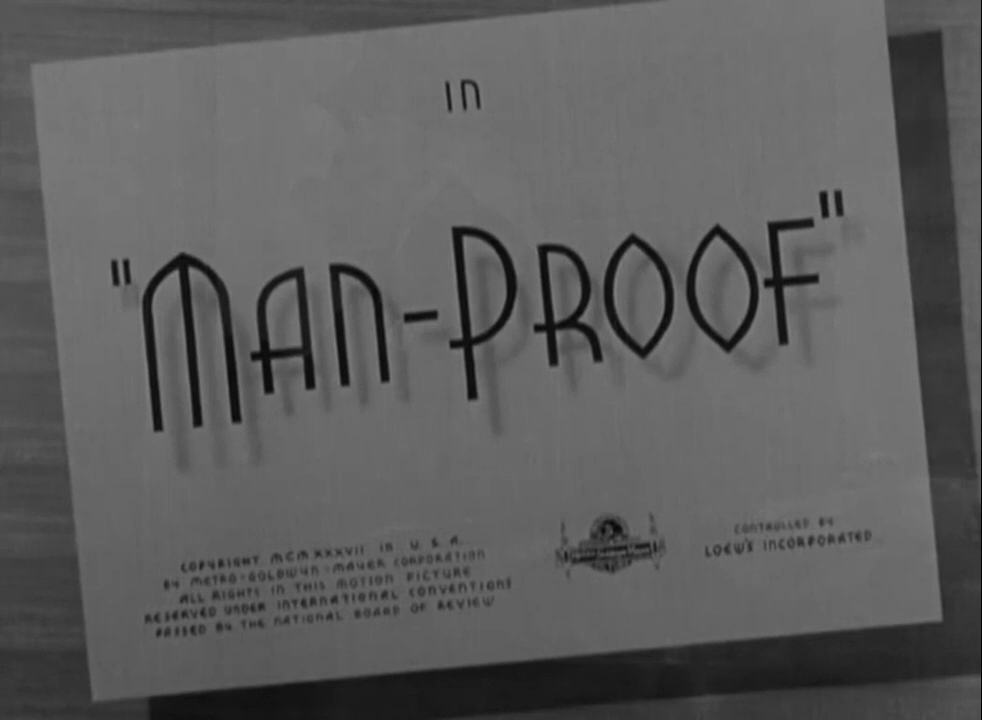 IN
"MAN-PROOF"
COPYRIGHT MCMXXXVII IN U. S. A.
BY METRO-GOLDWYN-MAYER CORPORATION
ALL RIGHTS IN THIS MOTION PICTURE
RESERVED UNDER INTERNATIONAL CONVENTIONS
PASSED BY THE NATIONAL BOARD OF REVIEW
CONTROLLED BY
LOEW'S INCORPORATED